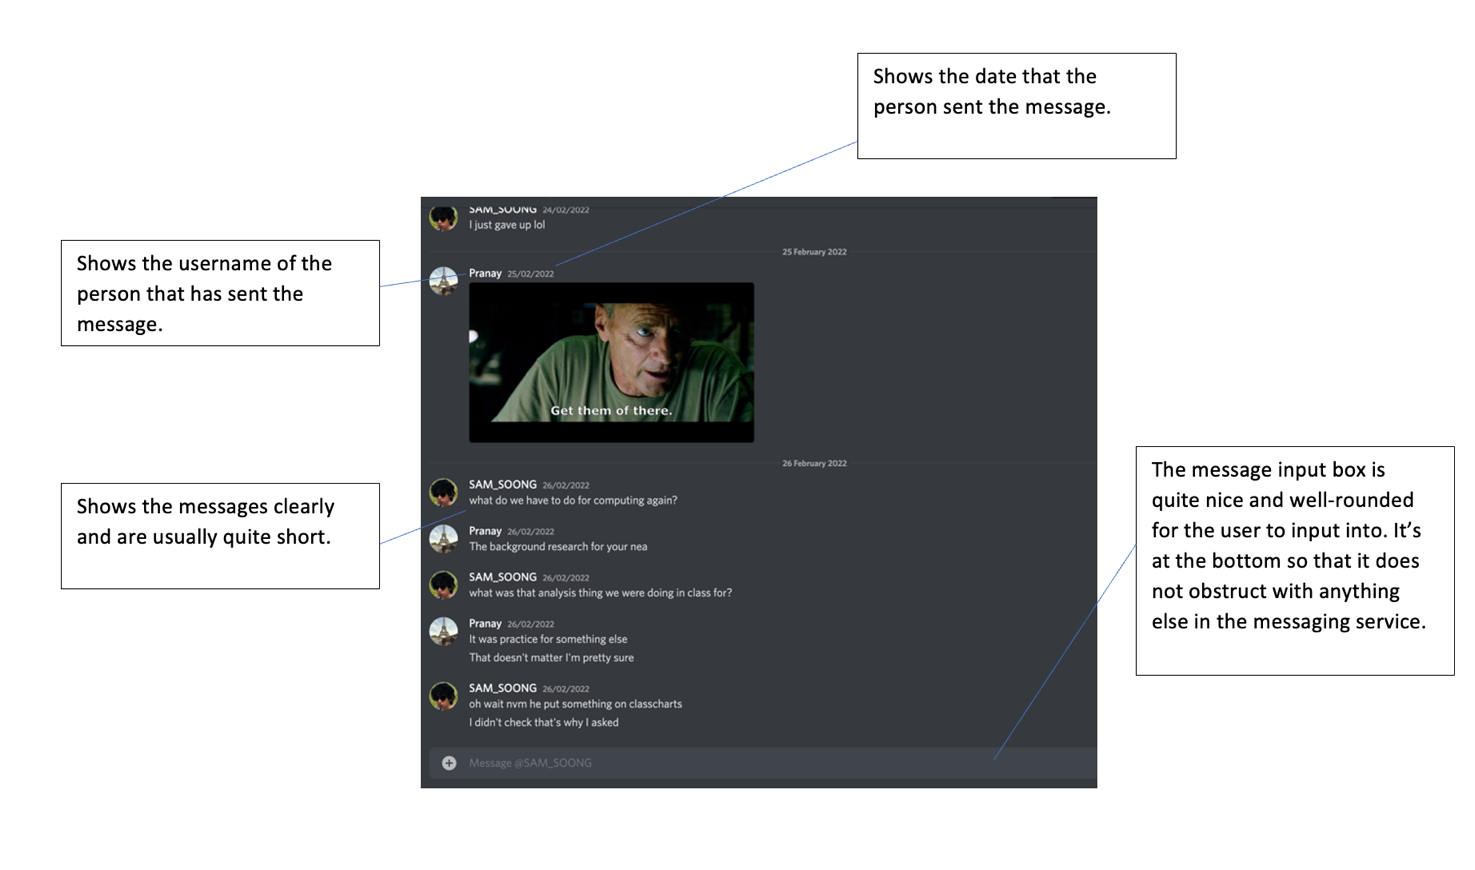 Shows the date that the
person sent the message.
Shows the username of the
person that has sent the
message.
Shows the messages clearly
and are usually quite short.
The message input box is
quite nice and well-rounded
for the user to input into. It’s
at the bottom so that it does
not obstruct with anything
else in the messaging service.
SAM_SOONG 24/02/2022
I just gave up lol
25 February 2022
Pranay 25/02/2022
Get them of there.
26 February 2022
SAM_SOONG 26/02/2022
what do we have to do for computing again?
Pranay 26/02/2022
The background research for your nea
SAM_SOONG 26/02/2022
what was that analysis thing we were doing in class for?
Pranay 26/02/2022
It was practice for something else
That doesn't matter I'm pretty sure
SAM_SOONG 26/02/2022
oh wait nvm he put something on classcharts
I didn't check that's why I asked
Message @SAM_SOONG